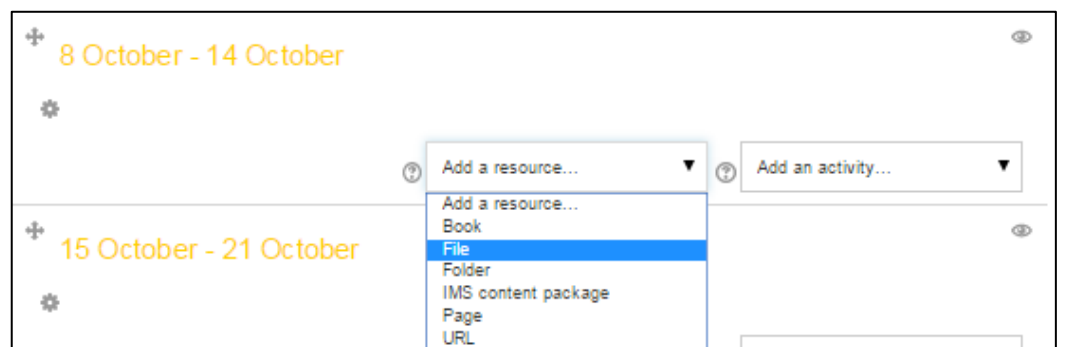 8 October - 14 October
Add a resource... Add an activity...
Add a resource...
Book
15 October - 21 October
File
Folder
IMS content package
Page
URL